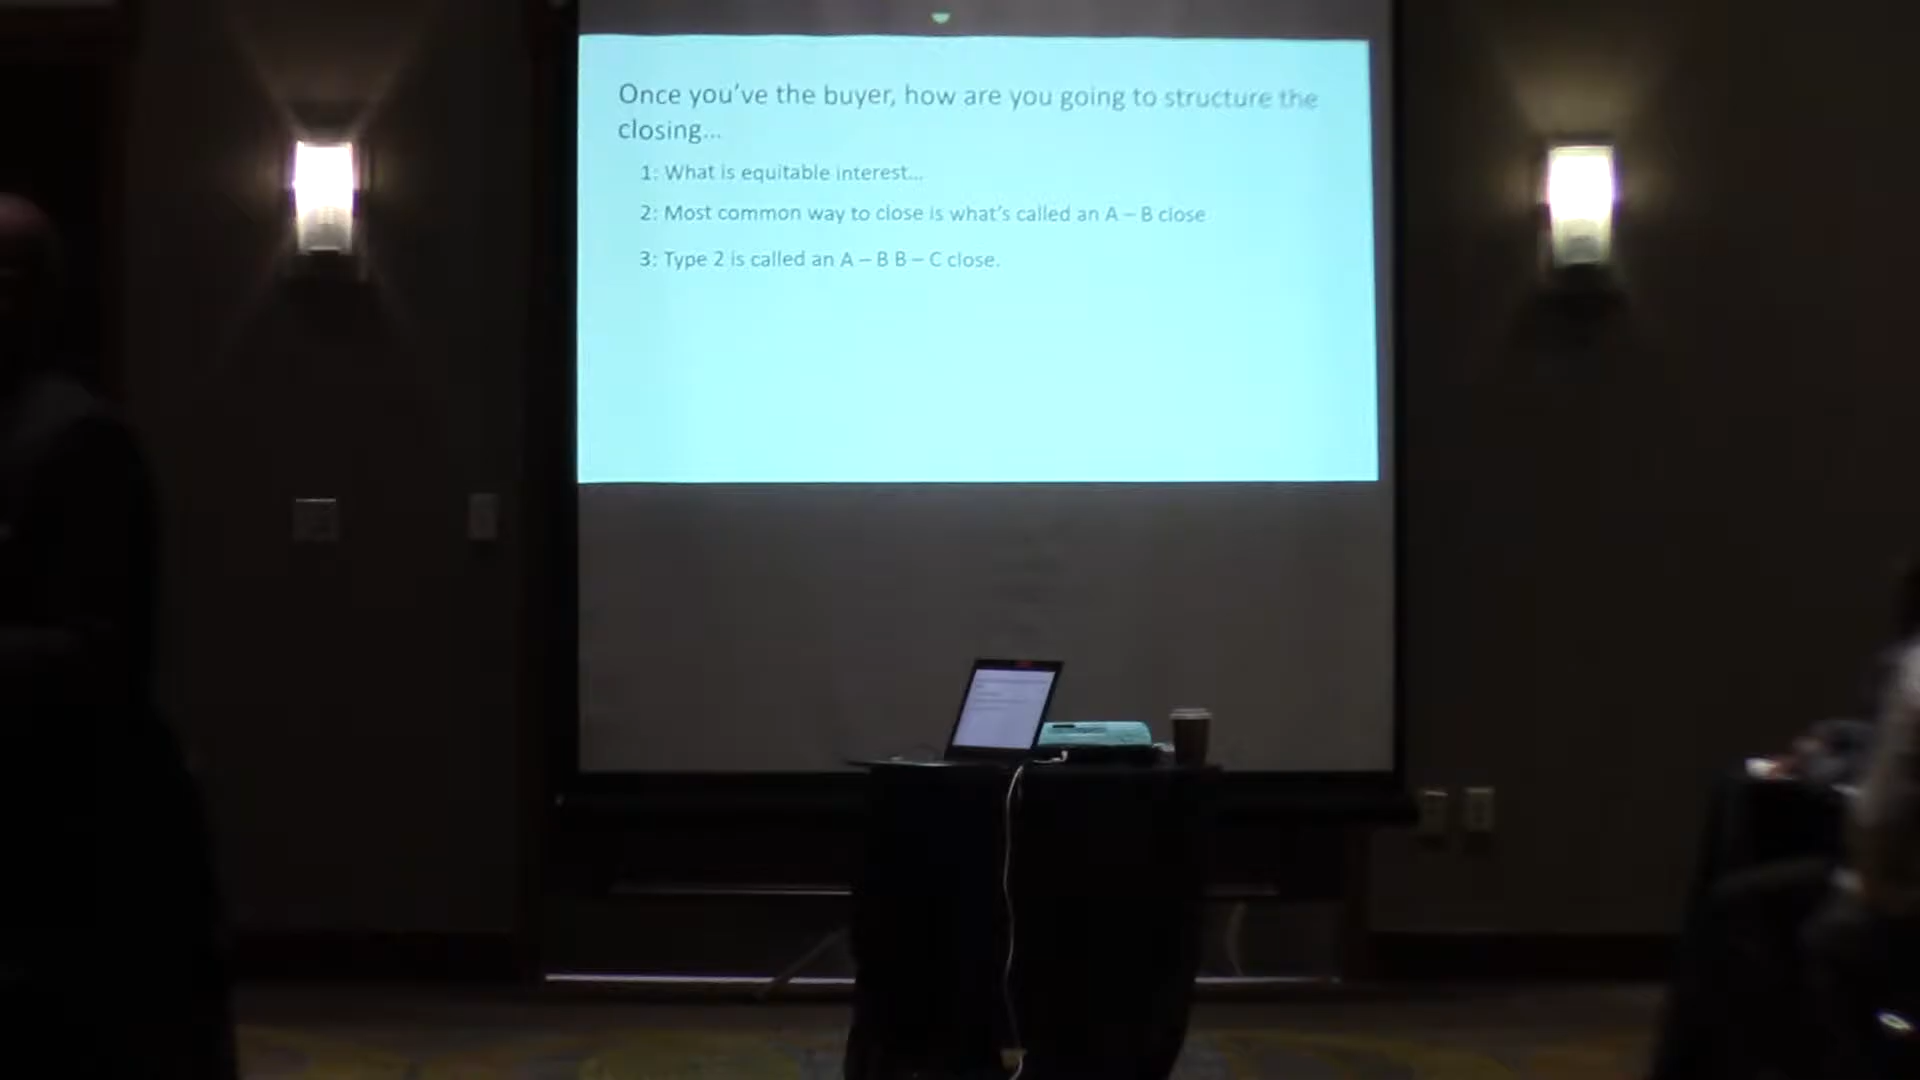 Once you've the buyer, how are you going to structure the
closing...
1: What is equitable interest...
2: Most common way to close is what's called an A – B close
3: Type 2 is called an A – B B – C close.